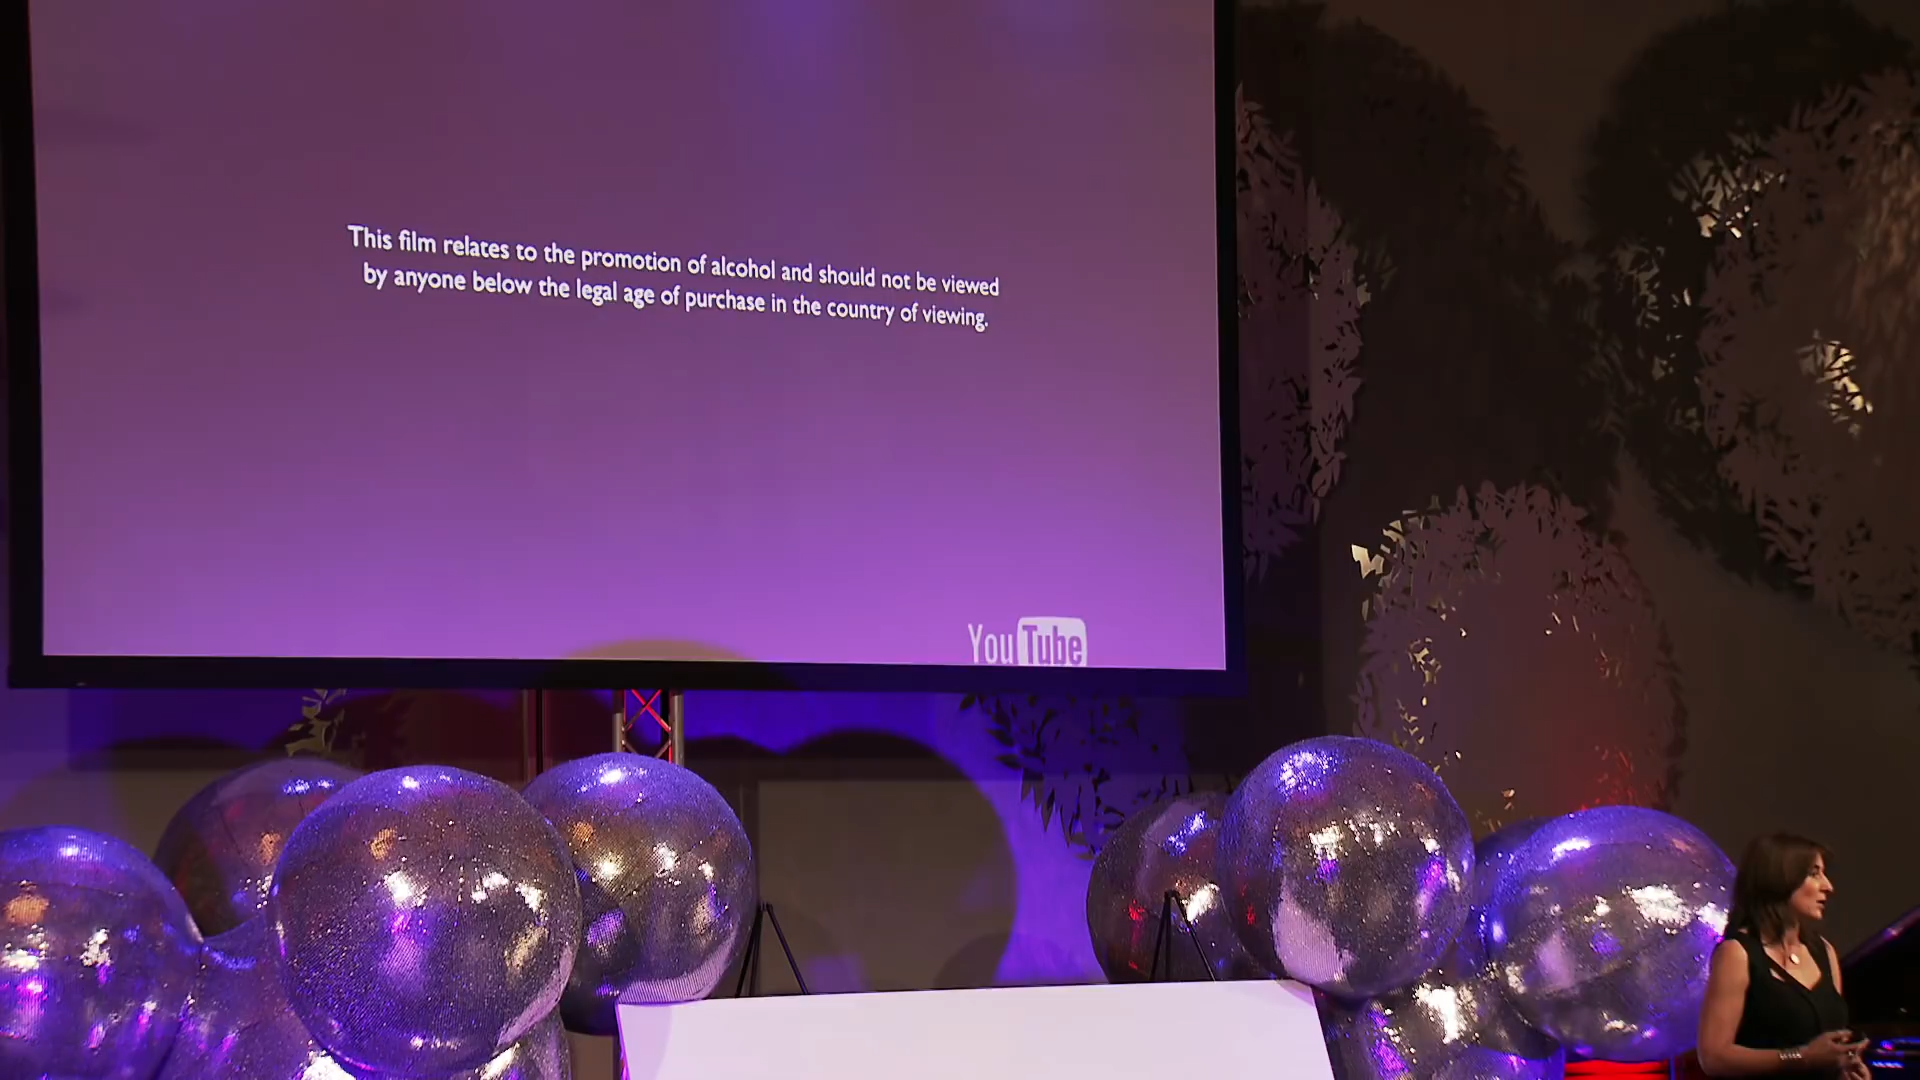 This film relates to the promotion of alcohol and should not be viewed
by anyone below the legal age of purchase in the country of viewing.
YouTube